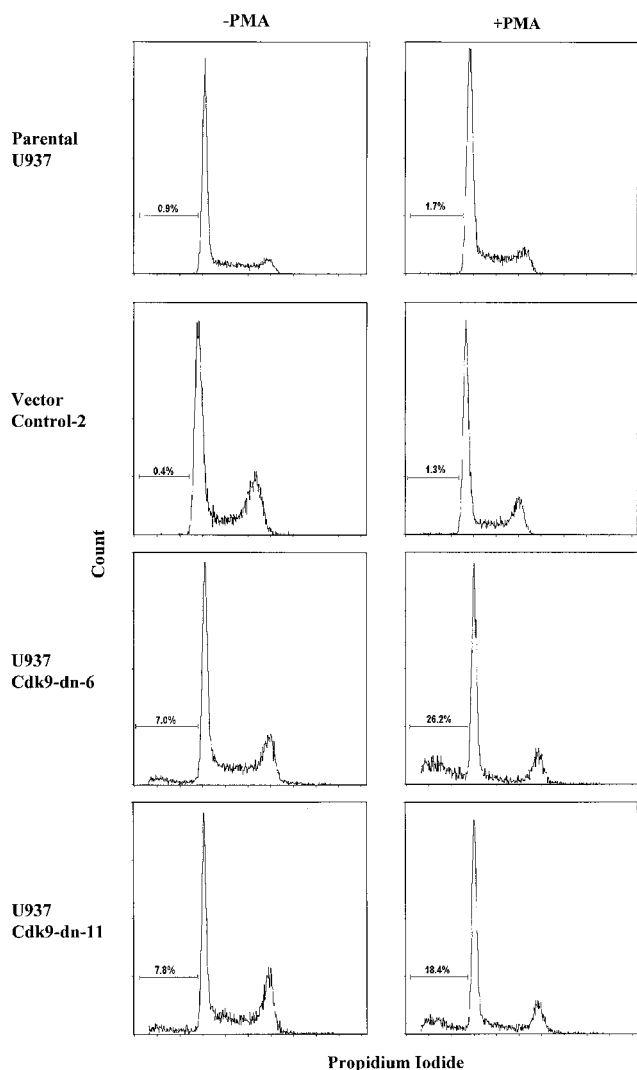 -PMA
+PMA
Parental
U937
0.9%
1.7%
Vector
Control-2
0.4%
1.3%
Count
U937
Cdk9-dn-6
7.0%
26.2%
U937
Cdk9-dn-11
7.8%
18.4%
Propidium Iodide